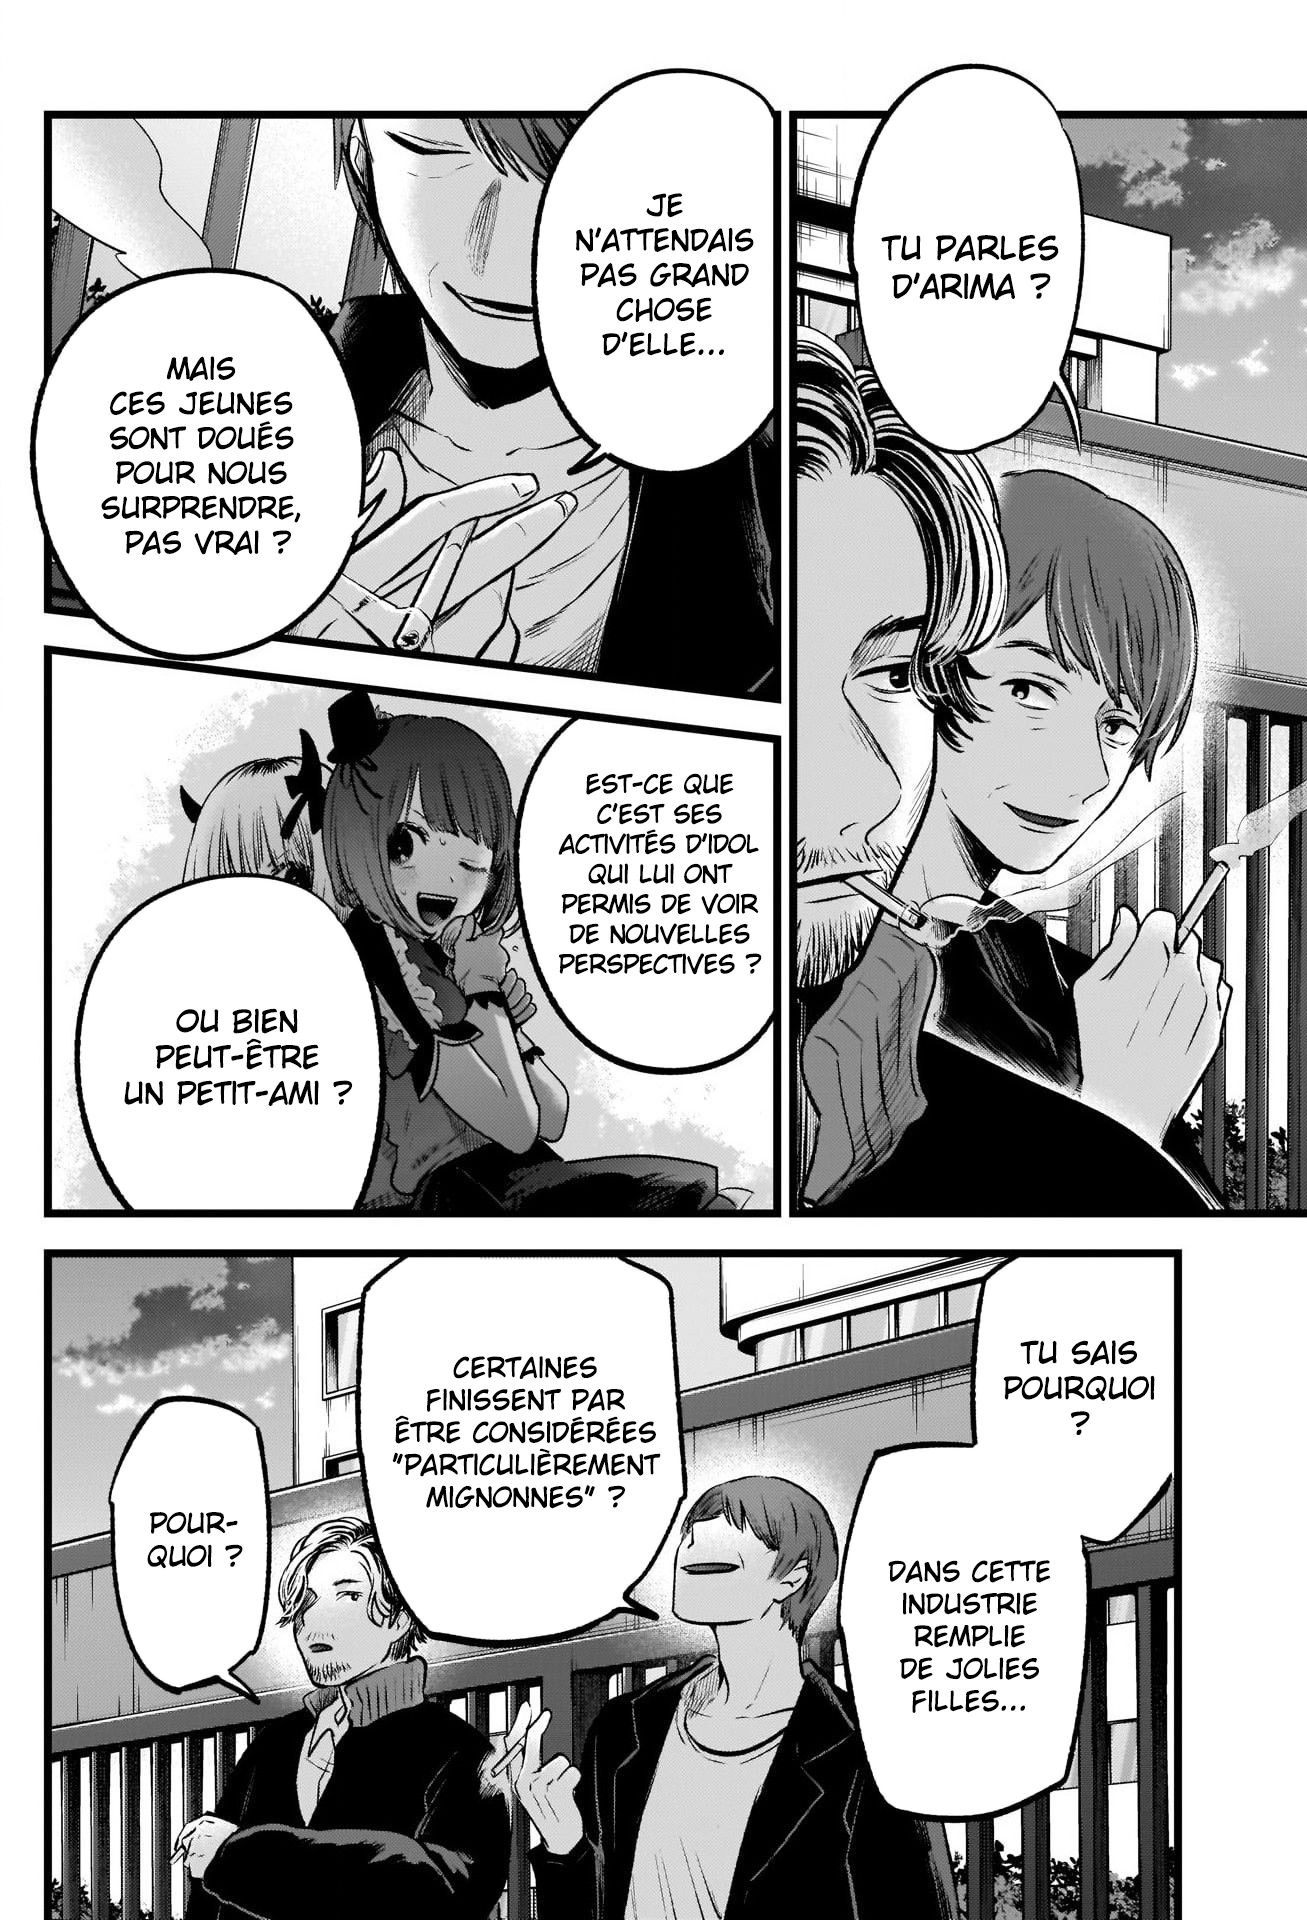 TU PARLES
D'ARIMA ?
JE
N'ATTENDAIS
PAS GRAND
CHOSE
D'ELLE...
MAIS
CES JEUNES
SONT DOUÉS
POUR NOUS
SURPRENDRE,
PAS VRAI ?
EST-CE QUE
C'EST SES
ACTIVITÉS D'IDOL
QUI LUI ONT
PERMIS DE VOIR
DE NOUVELLES
PERSPECTIVES ?
OU BIEN
PEUT-ÊTRE
UN PETIT-AMI ?
TU SAIS
POURQUOI
?
DANS CETTE
INDUSTRIE
REMPLIE
DE JOLIES
FILLES...
CERTAINES
FINISSENT PAR
ÊTRE CONSIDÉRÉES
"PARTICULIÈREMENT
MIGNONNES" ?
POUR-
QUOI ?